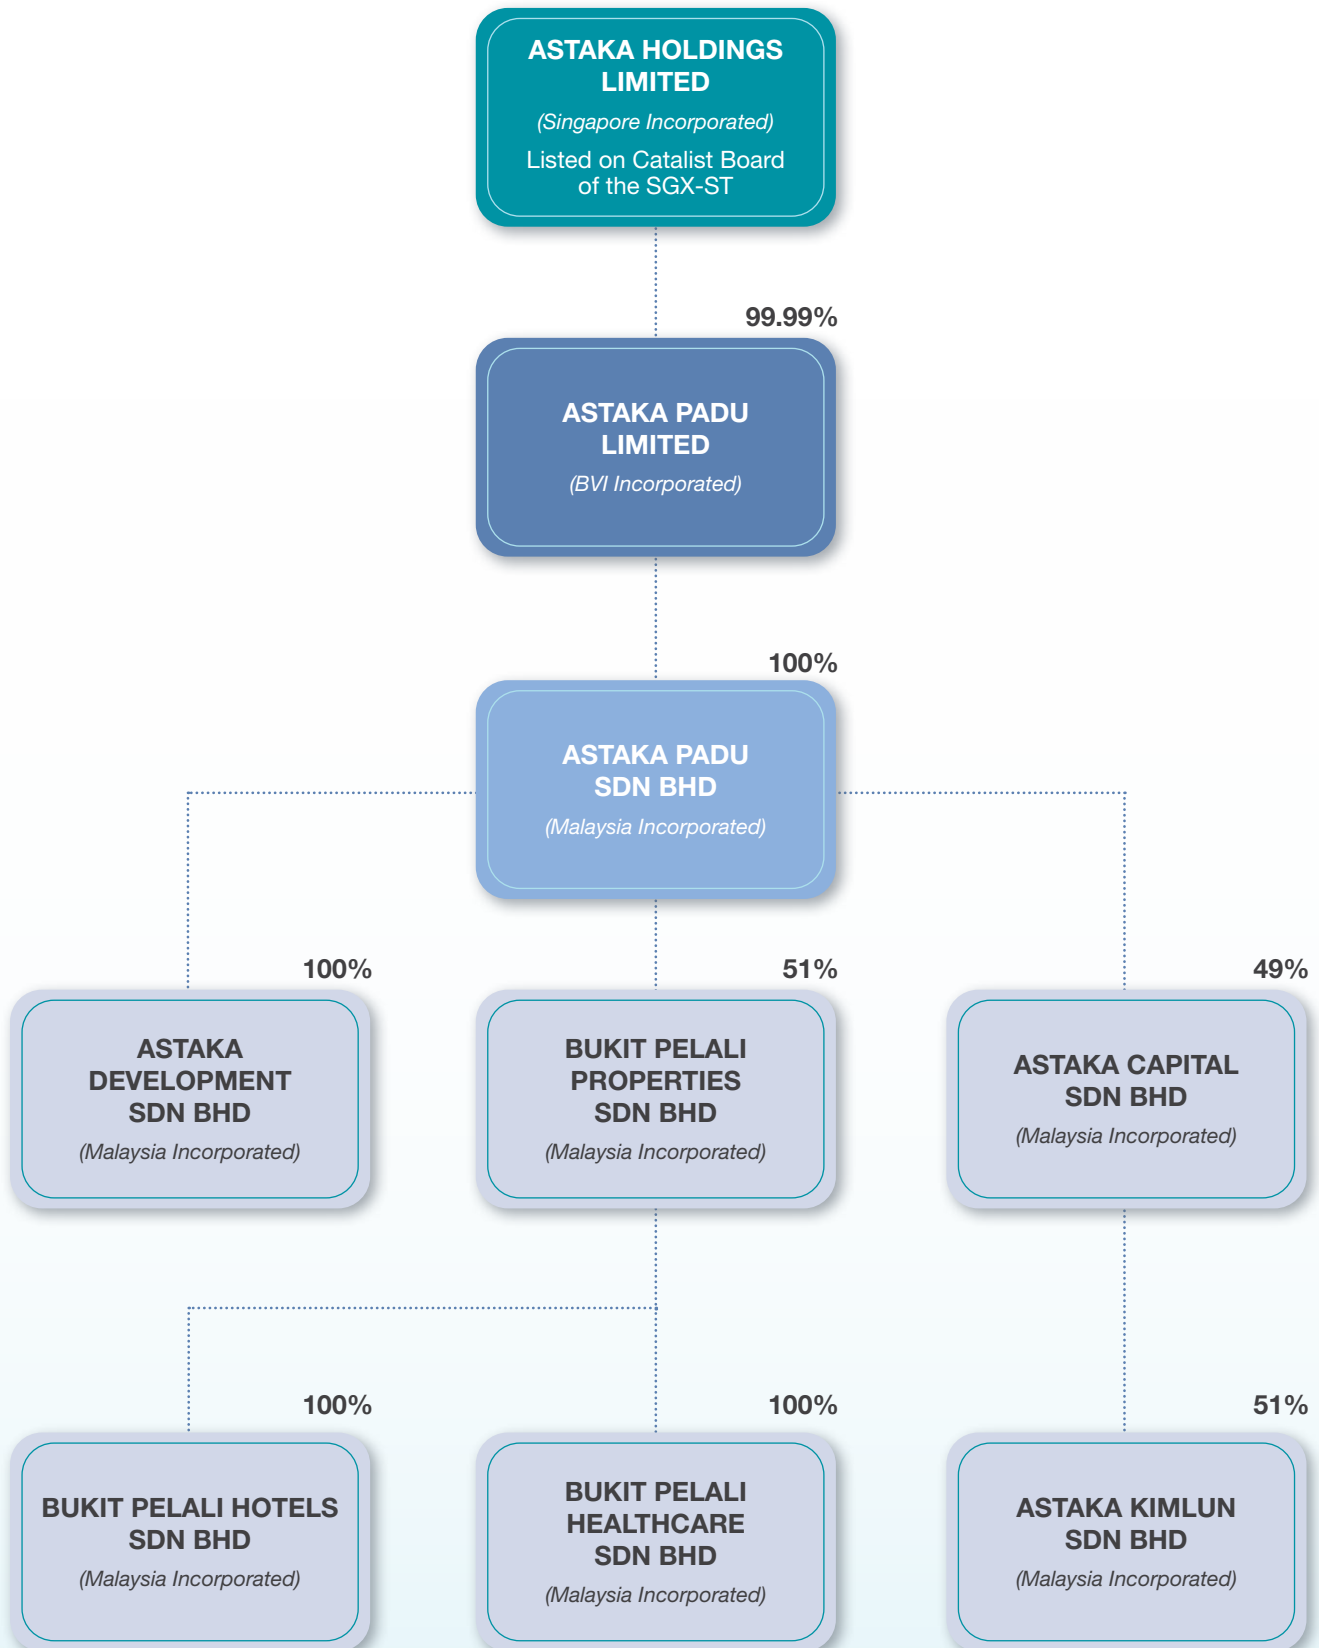 ASTAKA HOLDINGS
LIMITED
(Singapore Incorporated)
Listed on Catalist Board
of the SGX-ST
99.99%
ASTAKA PADU
LIMITED
(BVI Incorporated)
100%
ASTAKA PADU
SDN BHD
(Malaysia Incorporated)
100%
ASTAKA
DEVELOPMENT
SDN BHD
(Malaysia Incorporated)
51%
BUKIT PELALI
PROPERTIES
SDN BHD
(Malaysia Incorporated)
49%
ASTAKA CAPITAL
SDN BHD
(Malaysia Incorporated)
100%
BUKIT PELALI HOTELS
SDN BHD
(Malaysia Incorporated)
100%
BUKIT PELALI
HEALTHCARE
SDN BHD
(Malaysia Incorporated)
51%
ASTAKA KIMLUN
SDN BHD
(Malaysia Incorporated)